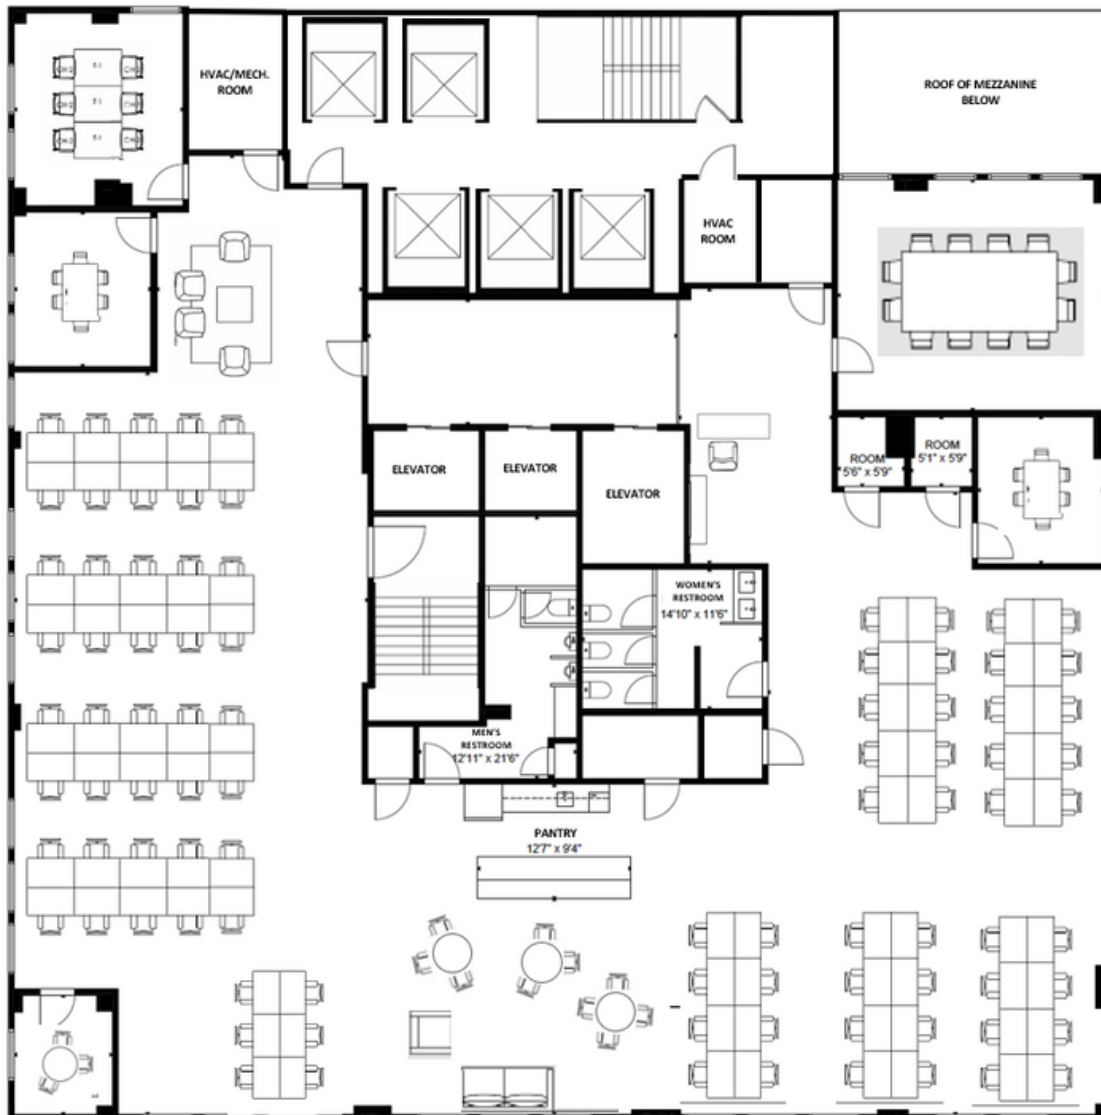 HVAC/MECH.
ROOM
ROOF OF MEZZANINE
BELOW
HVAC
ROOM
ELEVATOR
ELEVATOR
ELEVATOR
ROOM
5'6" x 5'9"
ROOM
5'1" x 5'9"
WOMEN'S
RESTROOM
14'10" x 11'6"
MEN'S
RESTROOM
12'11" x 21'6"
PANTRY
12'7" x 9'4"